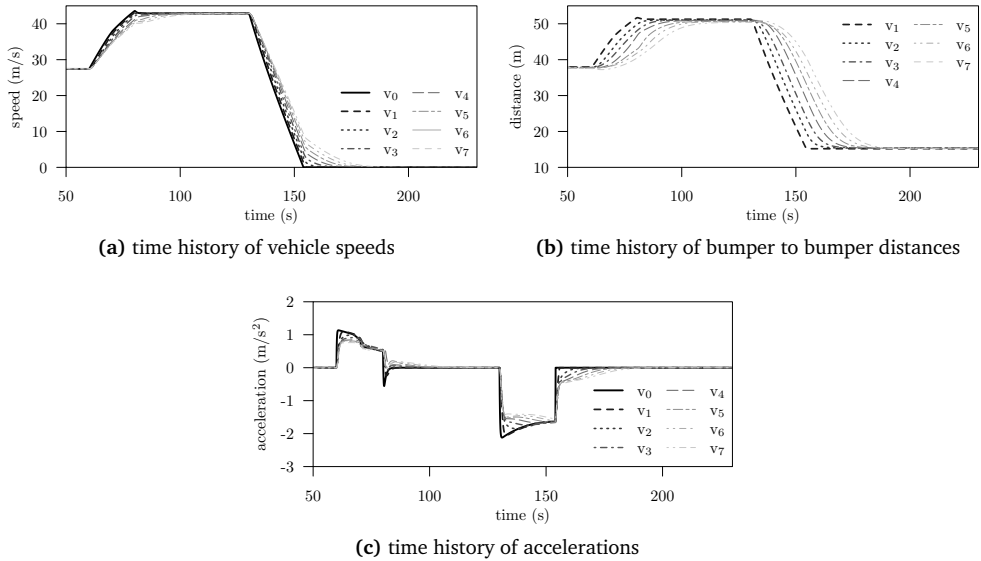 speed (m/s)
40
30
20
10
0
v0 v4
v1 v5
v2 v6
v3 v7
50 100 150 200
time (s)
(a) time history of vehicle speeds
distance (m)
50
40
30
20
10
v1 v5
v2 v6
v3 v7
v4
50 100 150 200
time (s)
(b) time history of bumper to bumper distances
acceleration (m/s²)
2
1
0
-1
-2
-3
v0 v4
v1 v5
v2 v6
v3 v7
50 100 150 200
time (s)
(c) time history of accelerations